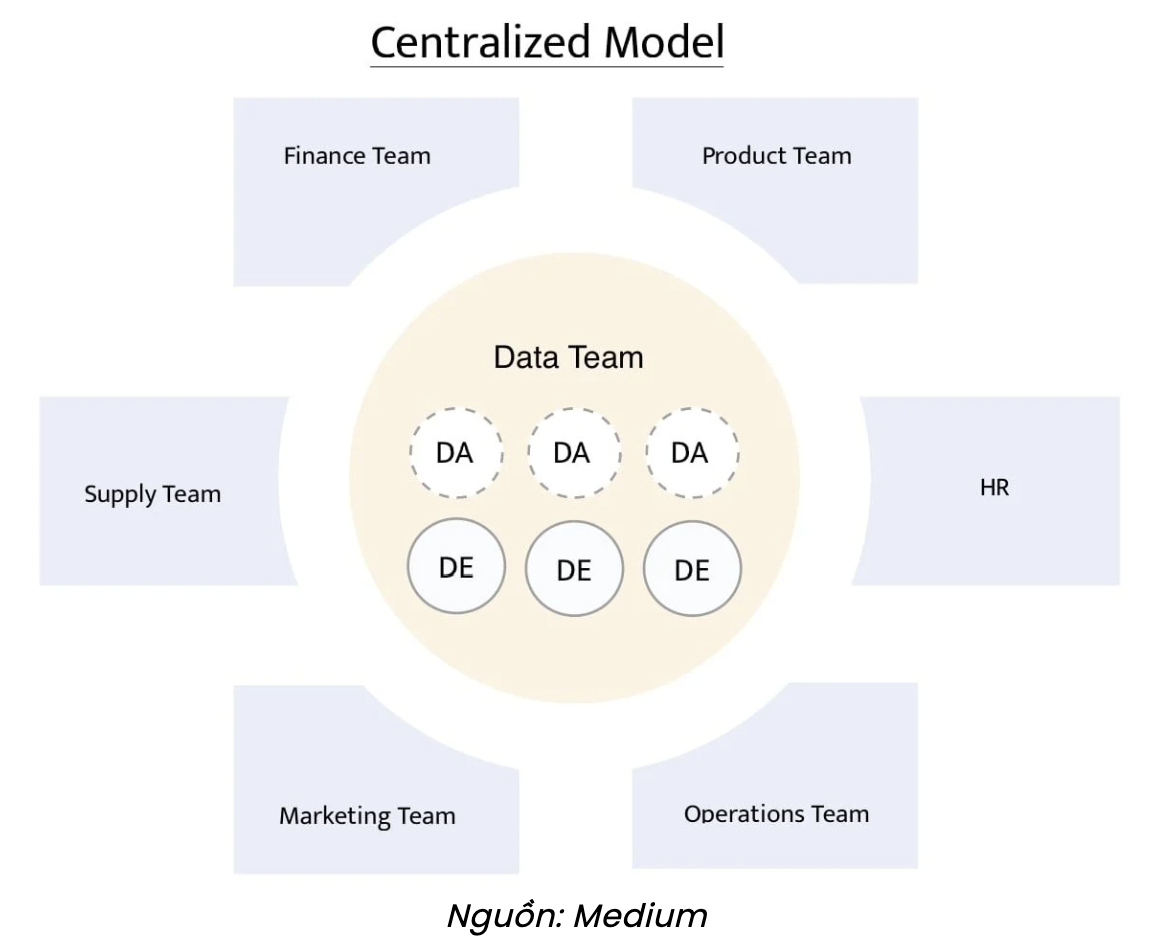 Centralized Model
Finance Team
Product Team
Data Team
DA DA DA
Supply Team
HR
DE DE DE
Marketing Team
Operations Team
Nguồn: Medium